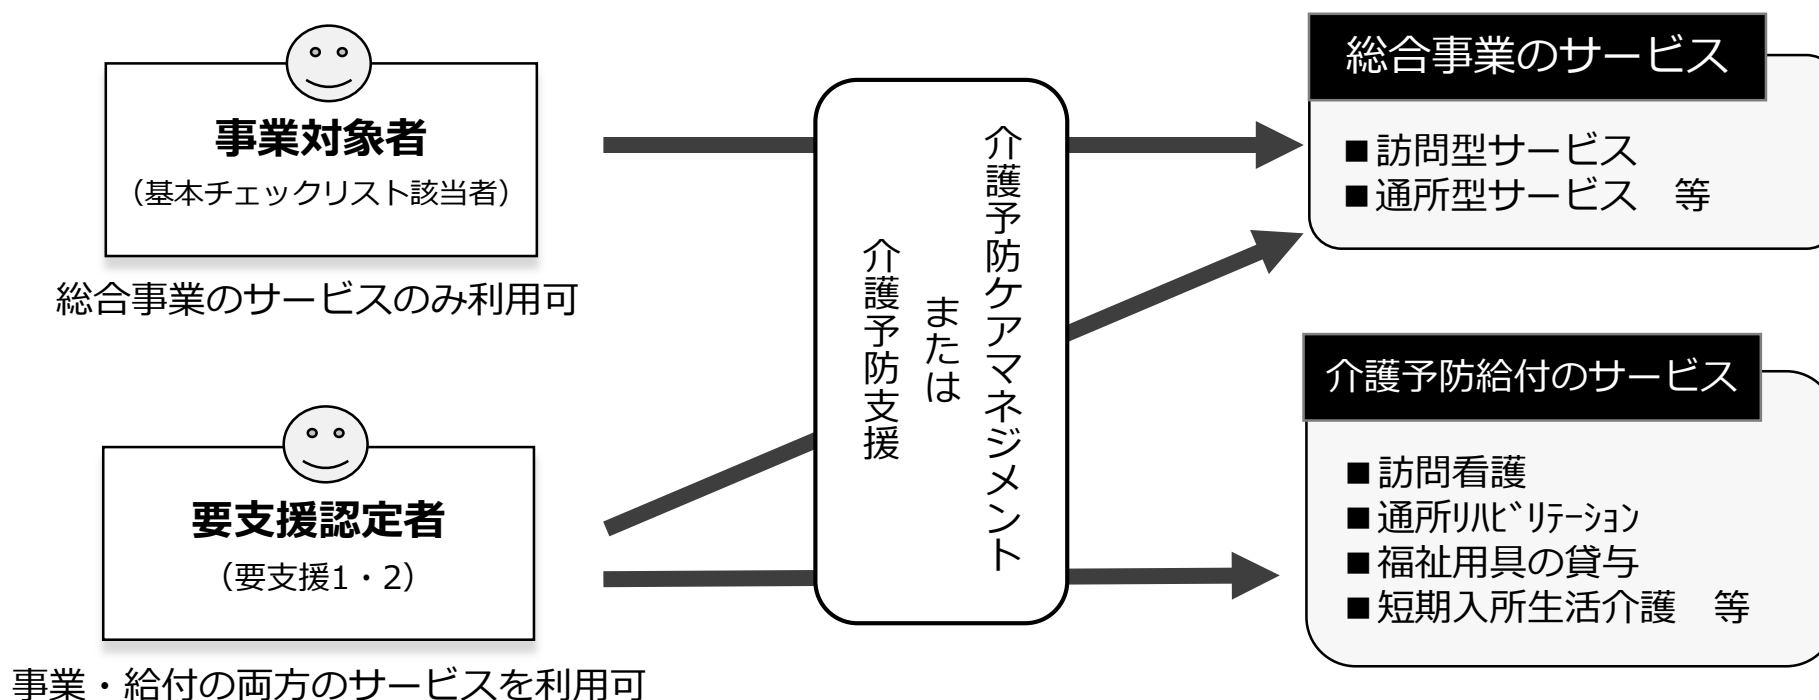 事業対象者
（基本チェックリスト該当者）
総合事業のサービスのみ利用可
要支援認定者
（要支援1・2）
事業・給付の両方のサービスを利用可
介護予防ケアマネジメント
または
介護予防支援
総合事業のサービス
■訪問型サービス
■通所型サービス　等
介護予防給付のサービス
■訪問看護
■通所ﾘﾊﾋﾞﾘﾃｰｼｮﾝ
■福祉用具の貸与
■短期入所生活介護　等